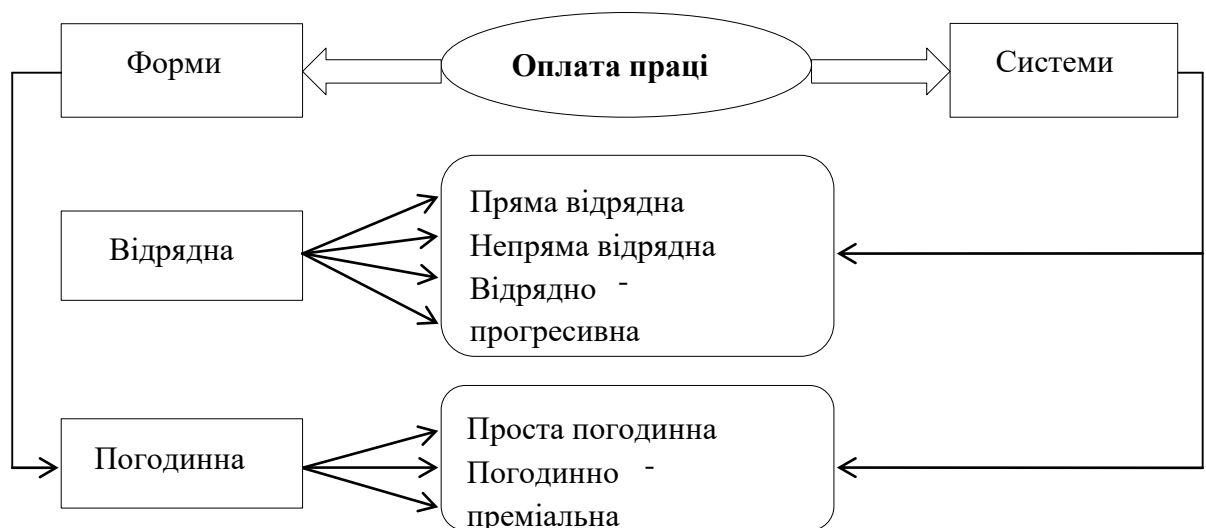 Форми
Оплата праці
Системи
Відрядна
Пряма відрядна
Непряма відрядна
Відрядно -
прогресивна
Погодинна
Проста погодинна
Погодинно -
преміальна